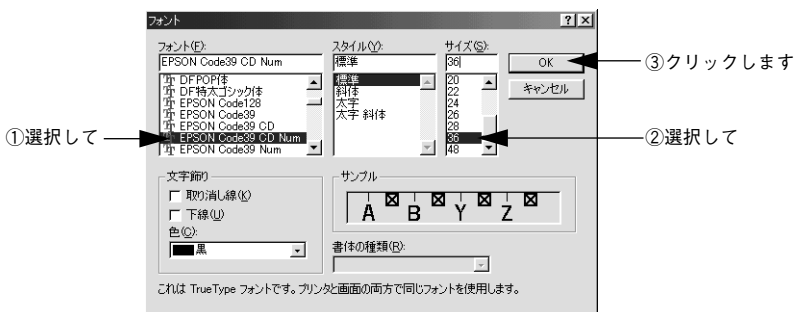 フォント
フォント(F):
EPSON Code39 CD Num
DFPOP体
DF特太ゴシック体
EPSON Code128
EPSON Code39
EPSON Code39 CD
EPSON Code39 CD Num
EPSON Code39 Num
スタイル(Y):
標準
標準
斜体
太字
太字 斜体
サイズ(S):
36
20
22
24
26
28
36
48
OK
キャンセル
①選択して
②選択して
③クリックします
文字飾り
取り消し線(K)
下線(U)
色(C):
黒
サンプル
A B Y Z
書体の種類(R):
これは TrueType フォントです。プリンタと画面の両方で同じフォントを使用します。